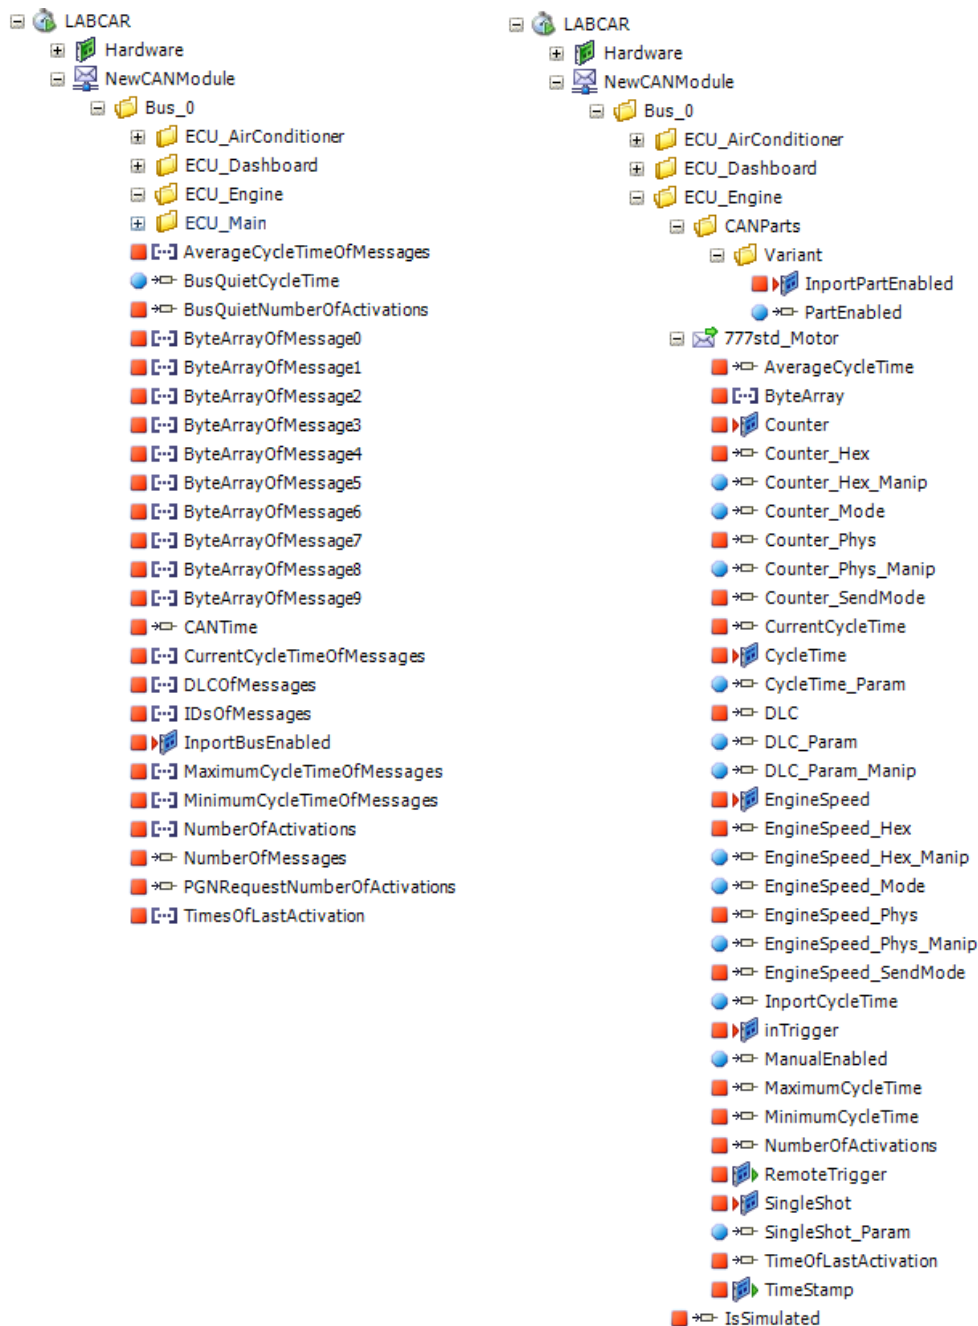 LABCAR
Hardware
NewCANModule
Bus_0
ECU_AirConditioner
ECU_Dashboard
ECU_Engine
ECU_Main
AverageCycleTimeOfMessages
BusQuietCycleTime
BusQuietNumberOfActivations
ByteArrayOfMessage0
ByteArrayOfMessage1
ByteArrayOfMessage2
ByteArrayOfMessage3
ByteArrayOfMessage4
ByteArrayOfMessage5
ByteArrayOfMessage6
ByteArrayOfMessage7
ByteArrayOfMessage8
ByteArrayOfMessage9
CANTime
CurrentCycleTimeOfMessages
DLCOfMessages
IDsOfMessages
InportBusEnabled
MaximumCycleTimeOfMessages
MinimumCycleTimeOfMessages
NumberOfActivations
NumberOfMessages
PGNRequestNumberOfActivations
TimesOfLastActivation
LABCAR
Hardware
NewCANModule
Bus_0
ECU_AirConditioner
ECU_Dashboard
ECU_Engine
CANParts
Variant
InportPartEnabled
PartEnabled
777std_Motor
AverageCycleTime
ByteArray
Counter
Counter_Hex
Counter_Hex_Manip
Counter_Mode
Counter_Phys
Counter_Phys_Manip
Counter_SendMode
CurrentCycleTime
CycleTime
CycleTime_Param
DLC
DLC_Param
DLC_Param_Manip
EngineSpeed
EngineSpeed_Hex
EngineSpeed_Hex_Manip
EngineSpeed_Mode
EngineSpeed_Phys
EngineSpeed_Phys_Manip
EngineSpeed_SendMode
InportCycleTime
inTrigger
ManualEnabled
MaximumCycleTime
MinimumCycleTime
NumberOfActivations
RemoteTrigger
SingleShot
SingleShot_Param
TimeOfLastActivation
TimeStamp
IsSimulated